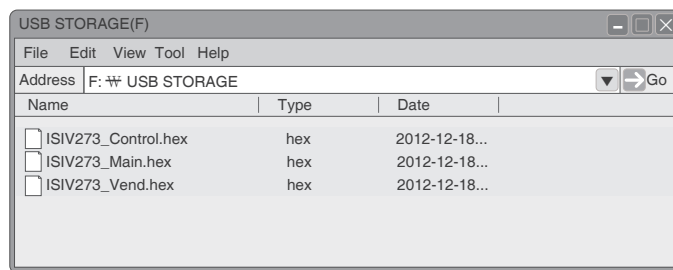 USB STORAGE(F)
File Edit View Tool Help
Address F: ₩ USB STORAGE Go
Name Type Date
ISIV273_Control.hex hex 2012-12-18...
ISIV273_Main.hex hex 2012-12-18...
ISIV273_Vend.hex hex 2012-12-18...